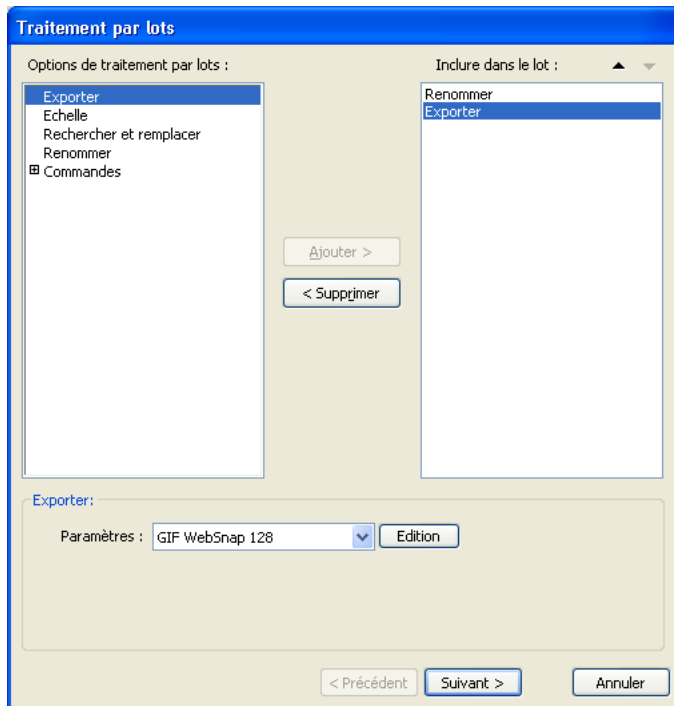 Traitement par lots
Options de traitement par lots :
Inclure dans le lot :
Exporter
Echelle
Rechercher et remplacer
Renommer
Commandes
Ajouter >
< Supprimer
Renommer
Exporter
Exporter:
Paramètres : GIF WebSnap 128 Edition
< Précédent Suivant > Annuler